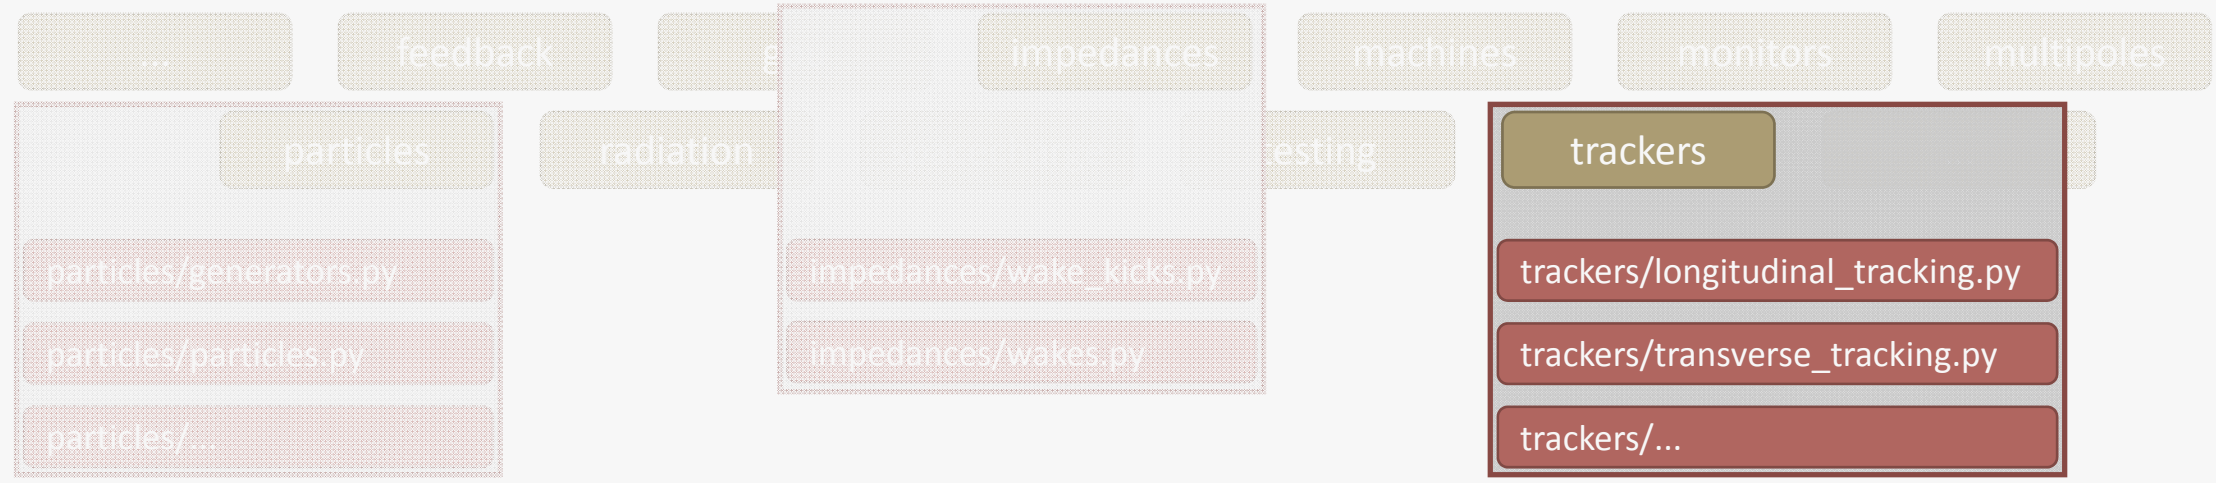 ...
feedback
impedances
machines
monitors
multipoles
particles
radiation
testing
trackers
particles/generators.py
impedances/wake_kicks.py
trackers/longitudinal_tracking.py
particles/particles.py
impedances/wakes.py
trackers/transverse_tracking.py
particles/...
trackers/...